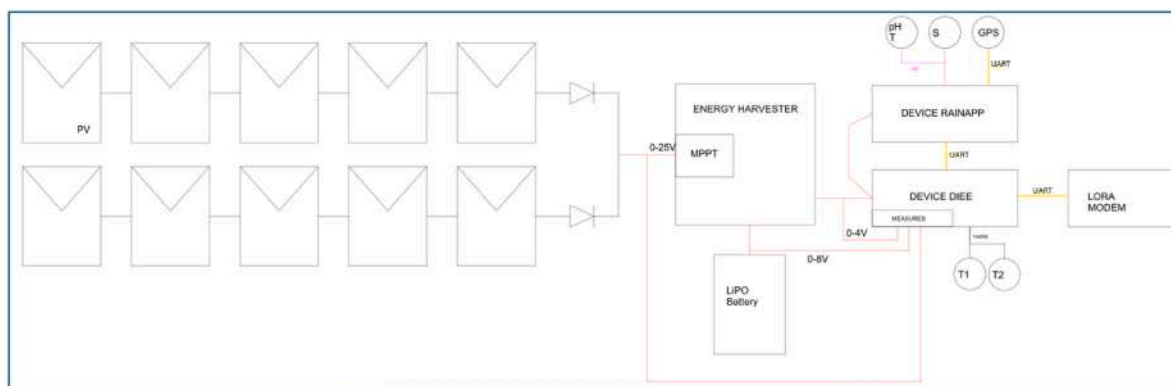 PV
0-25V
ENERGY HARVESTER
MPPT
LiPO
Battery
0-4V
0-8V
pH
T
S
GPS
UART
DEVICE RAINAPP
UART
DEVICE DIEE
MEASURES
UART
LORA
MODEM
T1
T2